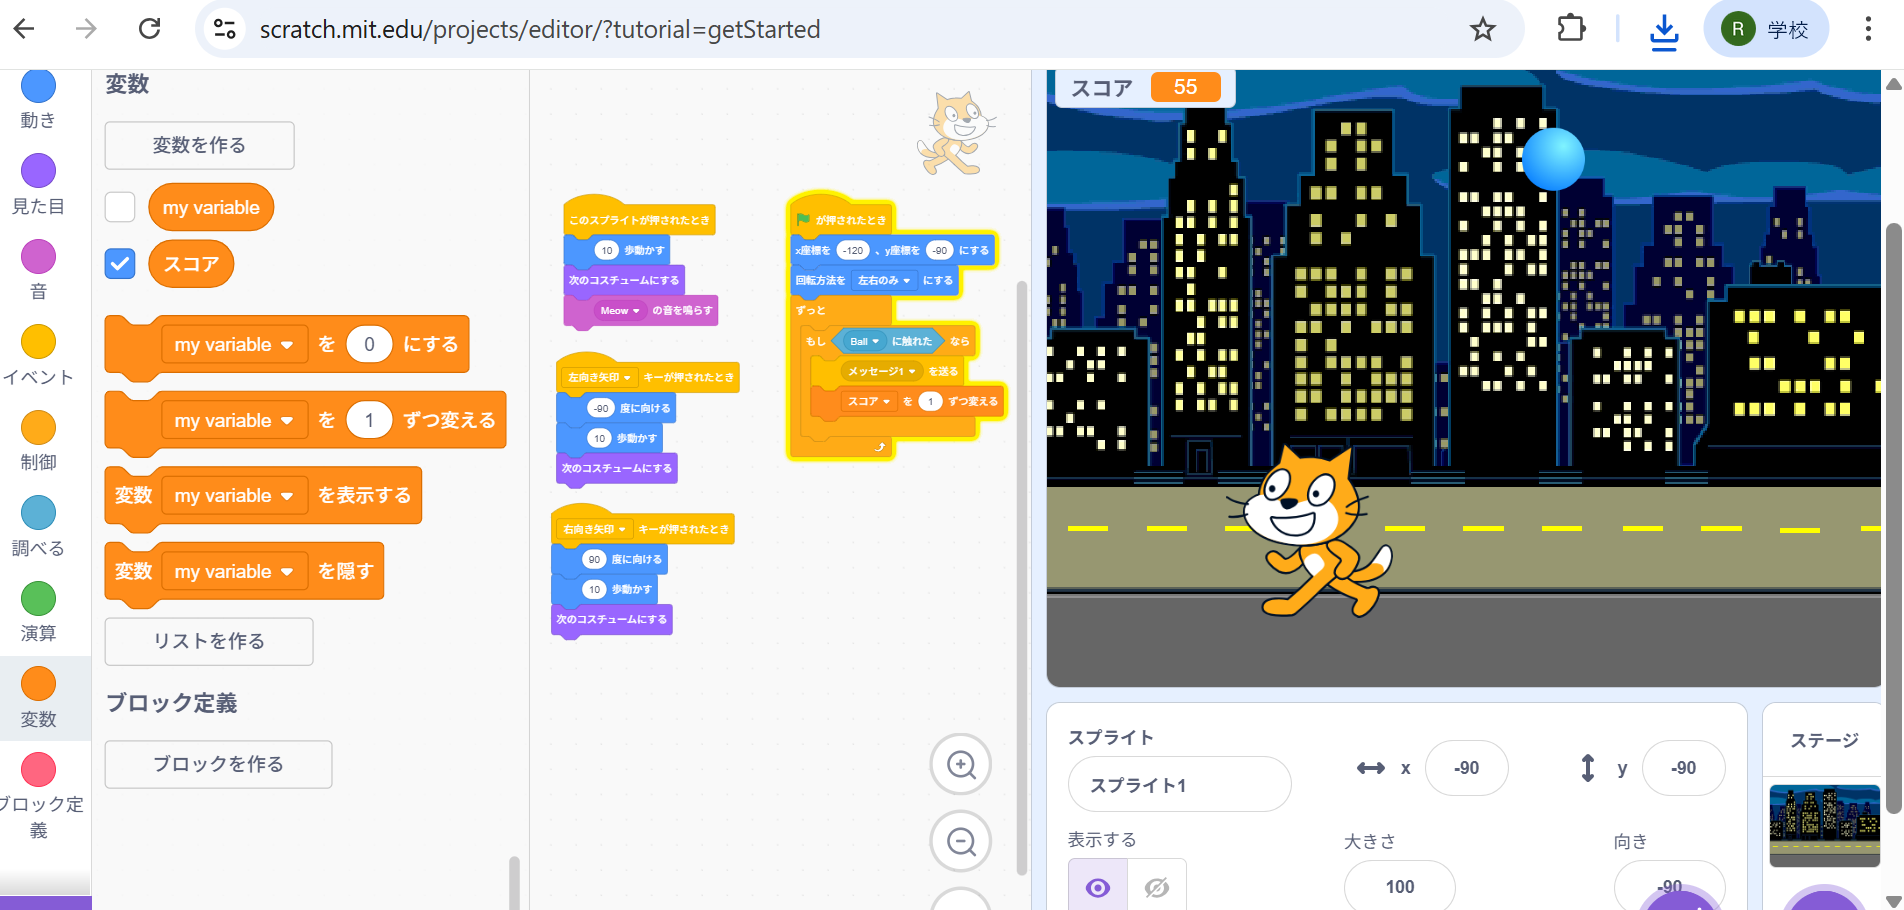 scratch.mit.edu/projects/editor/?tutorial=getStarted
R 学校
動き
見た目
音
イベント
制御
調べる
演算
変数
ブロック定
義
変数
変数を作る
my variable
スコア
my variable を 0 にする
my variable を 1 ずつ変える
変数 my variable を表示する
変数 my variable を隠す
リストを作る
ブロック定義
ブロックを作る
このスプライトが押されたとき
10 歩動かす
次のコスチュームにする
Meow の音を鳴らす
左向き矢印 キーが押されたとき
-90 度に向ける
10 歩動かす
次のコスチュームにする
右向き矢印 キーが押されたとき
90 度に向ける
10 歩動かす
次のコスチュームにする
が押されたとき
x座標を -120 、y座標を -90 にする
回転方法を 左右のみ にする
ずっと
もし Ball に触れた なら
メッセージ1 を送る
スコア を 1 ずつ変える
スコア 55
スプライト
スプライト1
x -90
y -90
表示する
大きさ
100
向き
-90
ステージ